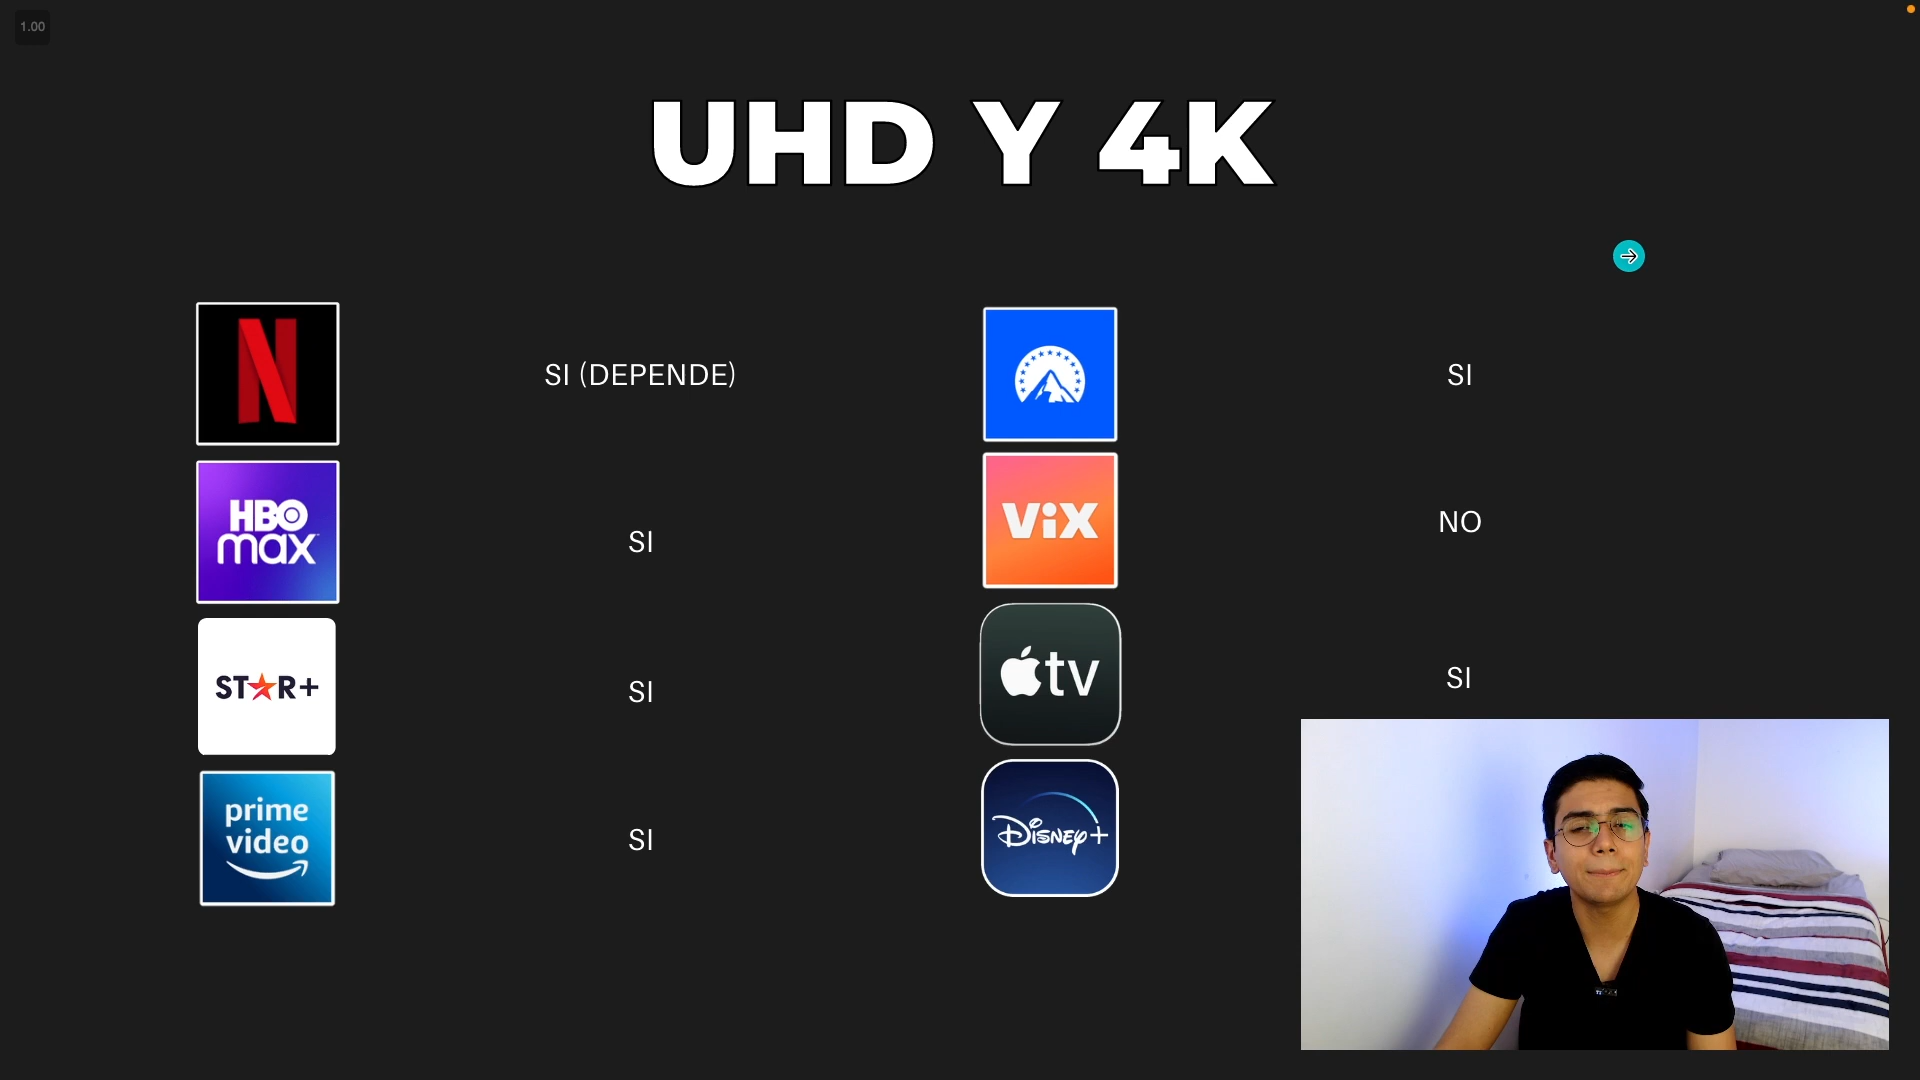 1.00
UHD Y 4K
N
SI (DEPENDE)
SI
HBO
max
SI
ViX
NO
ST★R+
SI
tv
SI
prime
video
SI
Disney+